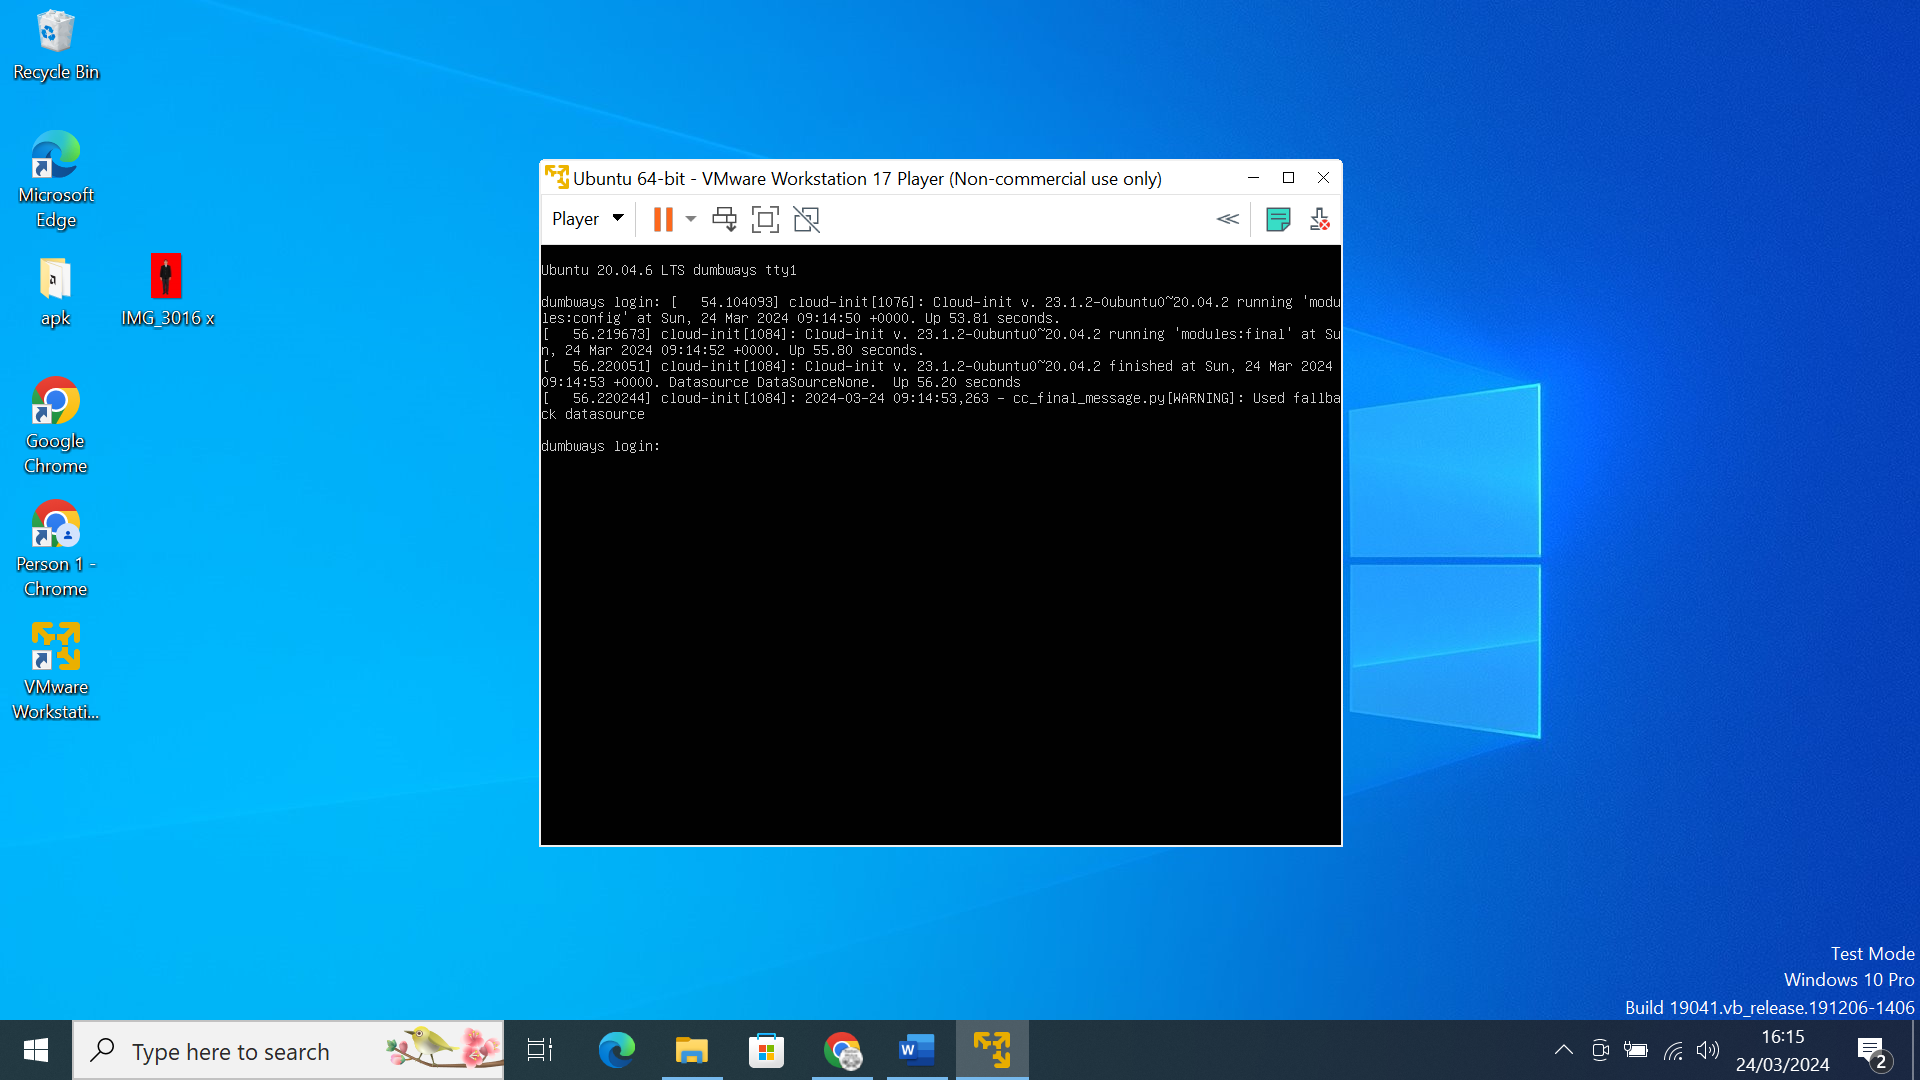 Recycle Bin
Microsoft
Edge
apk
IMG_3016 x
Google
Chrome
Person 1 -
Chrome
VMware
Workstati...
Ubuntu 64-bit - VMware Workstation 17 Player (Non-commercial use only)
Player
Ubuntu 20.04.6 LTS dumbways tty1
dumbways login: [   54.104093] cloud-init[1076]: Cloud-init v. 23.1.2-0ubuntu0~20.04.2 running 'modu
les:config' at Sun, 24 Mar 2024 09:14:50 +0000. Up 53.81 seconds.
[   56.219673] cloud-init[1084]: Cloud-init v. 23.1.2-0ubuntu0~20.04.2 running 'modules:final' at Su
n, 24 Mar 2024 09:14:52 +0000. Up 55.80 seconds.
[   56.220051] cloud-init[1084]: Cloud-init v. 23.1.2-0ubuntu0~20.04.2 finished at Sun, 24 Mar 2024
09:14:53 +0000. Datasource DataSourceNone.  Up 56.20 seconds
[   56.220244] cloud-init[1084]: 2024-03-24 09:14:53,263 - cc_final_message.py[WARNING]: Used fallba
ck datasource
dumbways login:
Test Mode
Windows 10 Pro
Build 19041.vb_release.191206-1406
Type here to search
W
16:15
24/03/2024
2